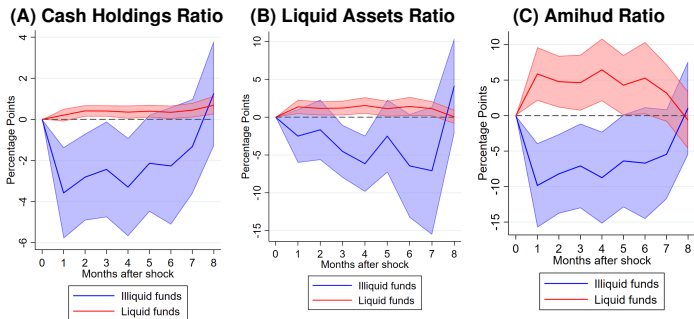 (A) Cash Holdings Ratio
Percentage Points
4
2
0
-2
-4
-6
0 1 2 3 4 5 6 7 8
Months after shock
Illiquid funds
Liquid funds
(B) Liquid Assets Ratio
Percentage Points
10
5
0
-5
-10
-15
0 1 2 3 4 5 6 7 8
Months after shock
Illiquid funds
Liquid funds
(C) Amihud Ratio
Percentage Points
10
5
0
-5
-10
-15
0 1 2 3 4 5 6 7 8
Months after shock
Illiquid funds
Liquid funds